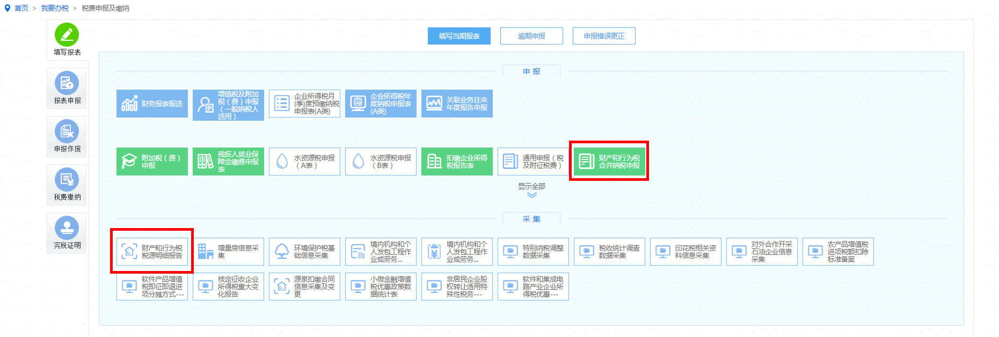 首页 > 我要办税 > 税费申报及缴纳
填写报表
报表申报
申报作废
税费缴纳
完税证明
填写当期报表
逾期申报
申报错误更正
申 报
财务报表报送
增值税及附加
税（费）申报
（一般纳税人
适用）
企业所得税月
(季)度预缴纳税
申报表(A类)
企业所得税年
度纳税申报表
(A类)
关联业务往来
年度报告申报
附加税（费）
申报
残疾人就业保
障金缴费申报
表
水资源税申报
（A表）
水资源税申报
（B表）
扣缴企业所得
税报告表
通用申报（税
及附征税费）
财产和行为税
合并纳税申报
显示全部
采 集
财产和行为税
税源明细报告
增量房信息采
集
环境保护税基
础信息采集
境内机构和个
人发包工程作
业或劳务...
境内机构和个
人发包工程作
业或劳务...
特别纳税调整
数据采集
税收统计调查
数据采集
印花税相关资
料信息采集
对外合作开采
石油企业信息
采集
农产品增值税
进项税额扣除
标准备案
软件产品增值
税即征即退进
项分摊方式---
核定征收企业
所得税重大变
化报告
源泉扣缴合同
信息采集及变
更
小微金融增值
税优惠政策数
据统计表
非居民企业股
权转让适用特
殊性税务---
软件和集成电
路产业企业所
得税优惠---